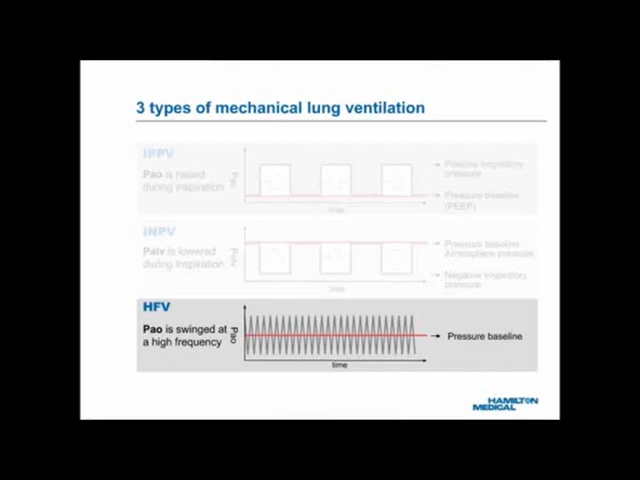 3 types of mechanical lung ventilation
IPPV
Pao is raised
during inspiration
Pao
time
Positive inspiratory
pressure
Pressure baseline
(PEEP)
INPV
Palv is lowered
during inspiration
Palv
time
Pressure baseline
Atmosphere pressure
Negative inspiratory
pressure
HFV
Pao is swinged at
a high frequency
Pao
time
Pressure baseline
HAMILTON
MEDICAL